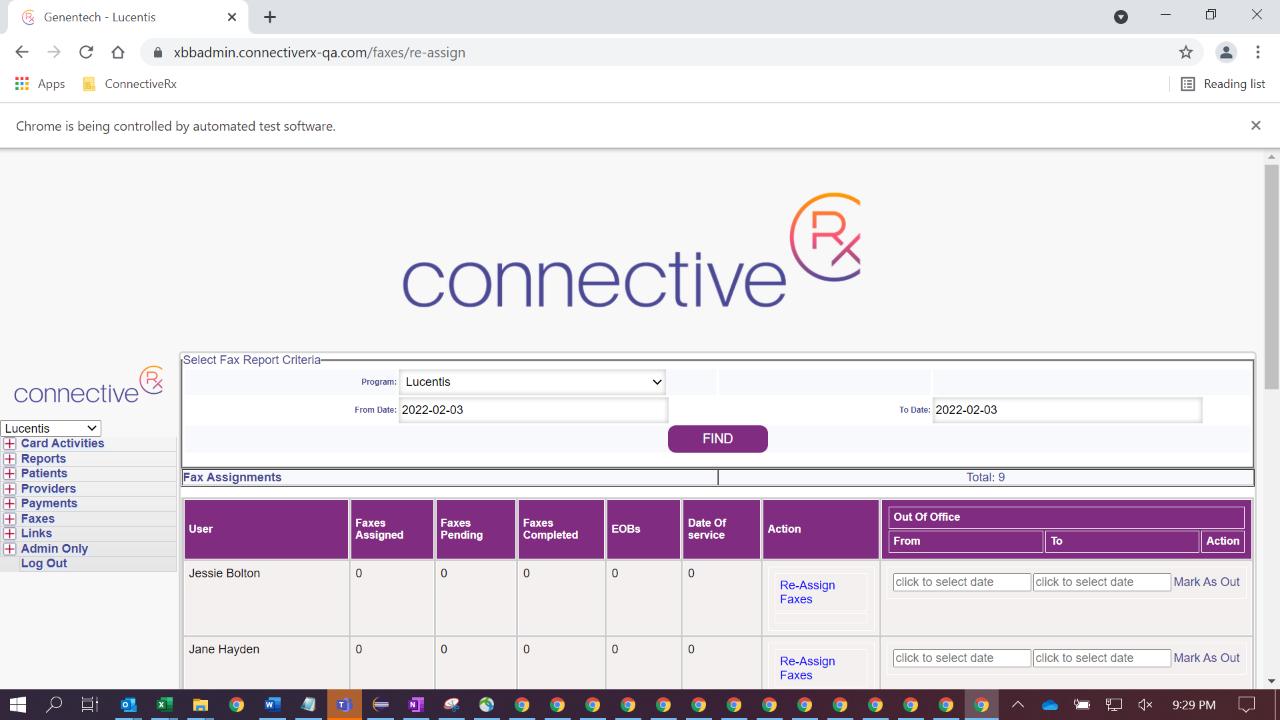 Genentech - Lucentis
xbbadmin.connectiverx-qa.com/faxes/re-assign
Apps
ConnectiveRx
Reading list
Chrome is being controlled by automated test software.
connective Rx
connective Rx
Lucentis
Card Activities
Reports
Patients
Providers
Payments
Faxes
Links
Admin Only
Log Out
Select Fax Report Criteria
Program: Lucentis
From Date: 2022-02-03 To Date: 2022-02-03
FIND
Fax Assignments Total: 9
User Faxes Assigned Faxes Pending Faxes Completed EOBs Date Of service Action Out Of Office
From To Action
Jessie Bolton 0 0 0 0 0 Re-Assign Faxes click to select date click to select date Mark As Out
Jane Hayden 0 0 0 0 0 Re-Assign Faxes click to select date click to select date Mark As Out
9:29 PM